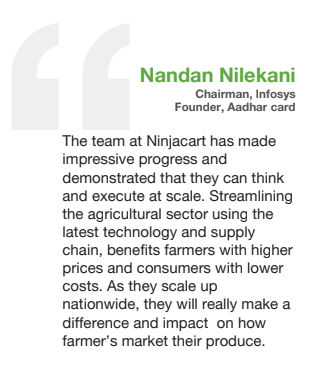 Nandan Nilekani
Chairman, Infosys
Founder, Aadhar card
The team at Ninjacart has made
impressive progress and
demonstrated that they can think
and execute at scale. Streamlining
the agricultural sector using the
latest technology and supply
chain, benefits farmers with higher
prices and consumers with lower
costs. As they scale up
nationwide, they will really make a
difference and impact  on how
farmer’s market their produce.